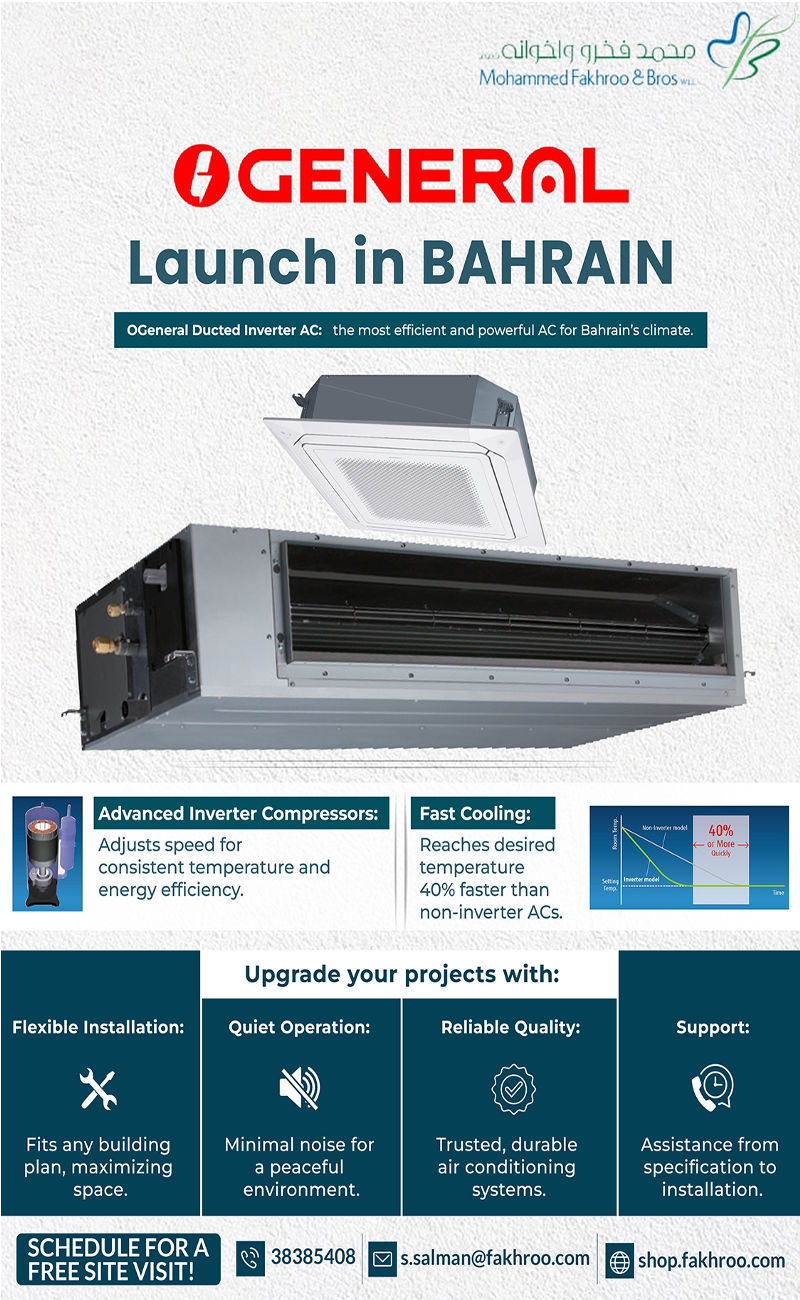 محمد فخرو واخوانه ذ.م.م
Mohammed Fakhroo & Bros W.L.L
GENERAL
Launch in BAHRAIN
OGeneral Ducted Inverter AC: the most efficient and powerful AC for Bahrain's climate.
Advanced Inverter Compressors:
Adjusts speed for
consistent temperature and
energy efficiency.
Fast Cooling:
Reaches desired
temperature
40% faster than
non-inverter ACs.
Room Temp.
Non-Inverter model
40%
or More
Quickly
Setting
Temp.
Inverter model
Time
Upgrade your projects with:
Flexible Installation:
Fits any building
plan, maximizing
space.
Quiet Operation:
Minimal noise for
a peaceful
environment.
Reliable Quality:
Trusted, durable
air conditioning
systems.
Support:
Assistance from
specification to
installation.
SCHEDULE FOR A
FREE SITE VISIT!
38385408
s.salman@fakhroo.com
shop.fakhroo.com